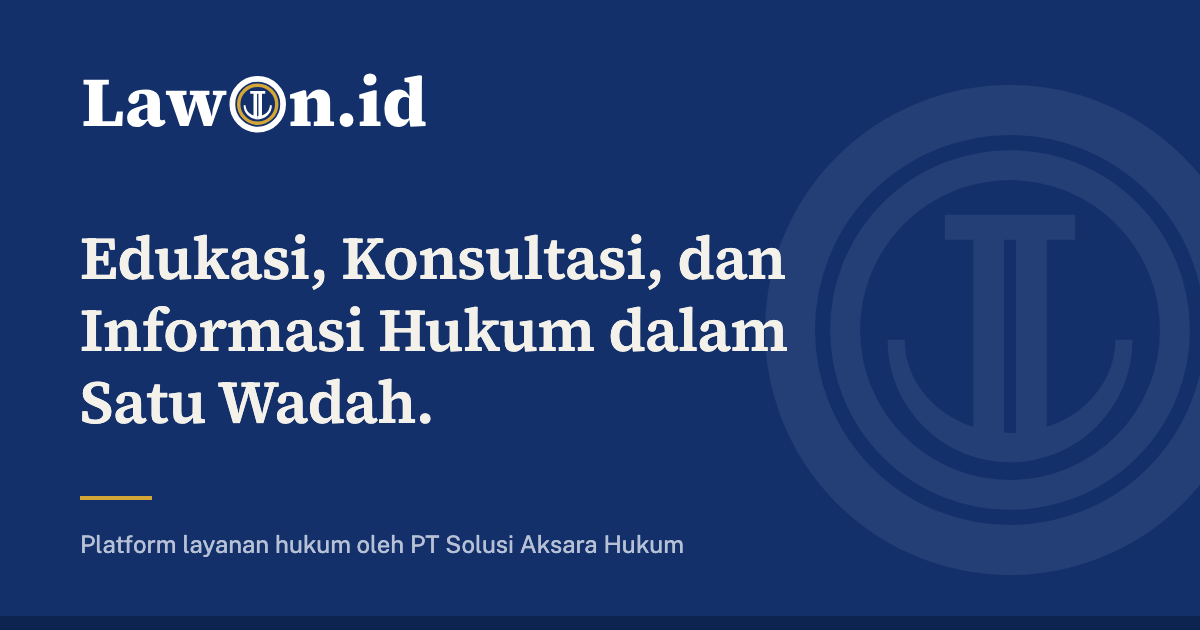 LawOn.id
Edukasi, Konsultasi, dan
Informasi Hukum dalam
Satu Wadah.
Platform layanan hukum oleh PT Solusi Aksara Hukum